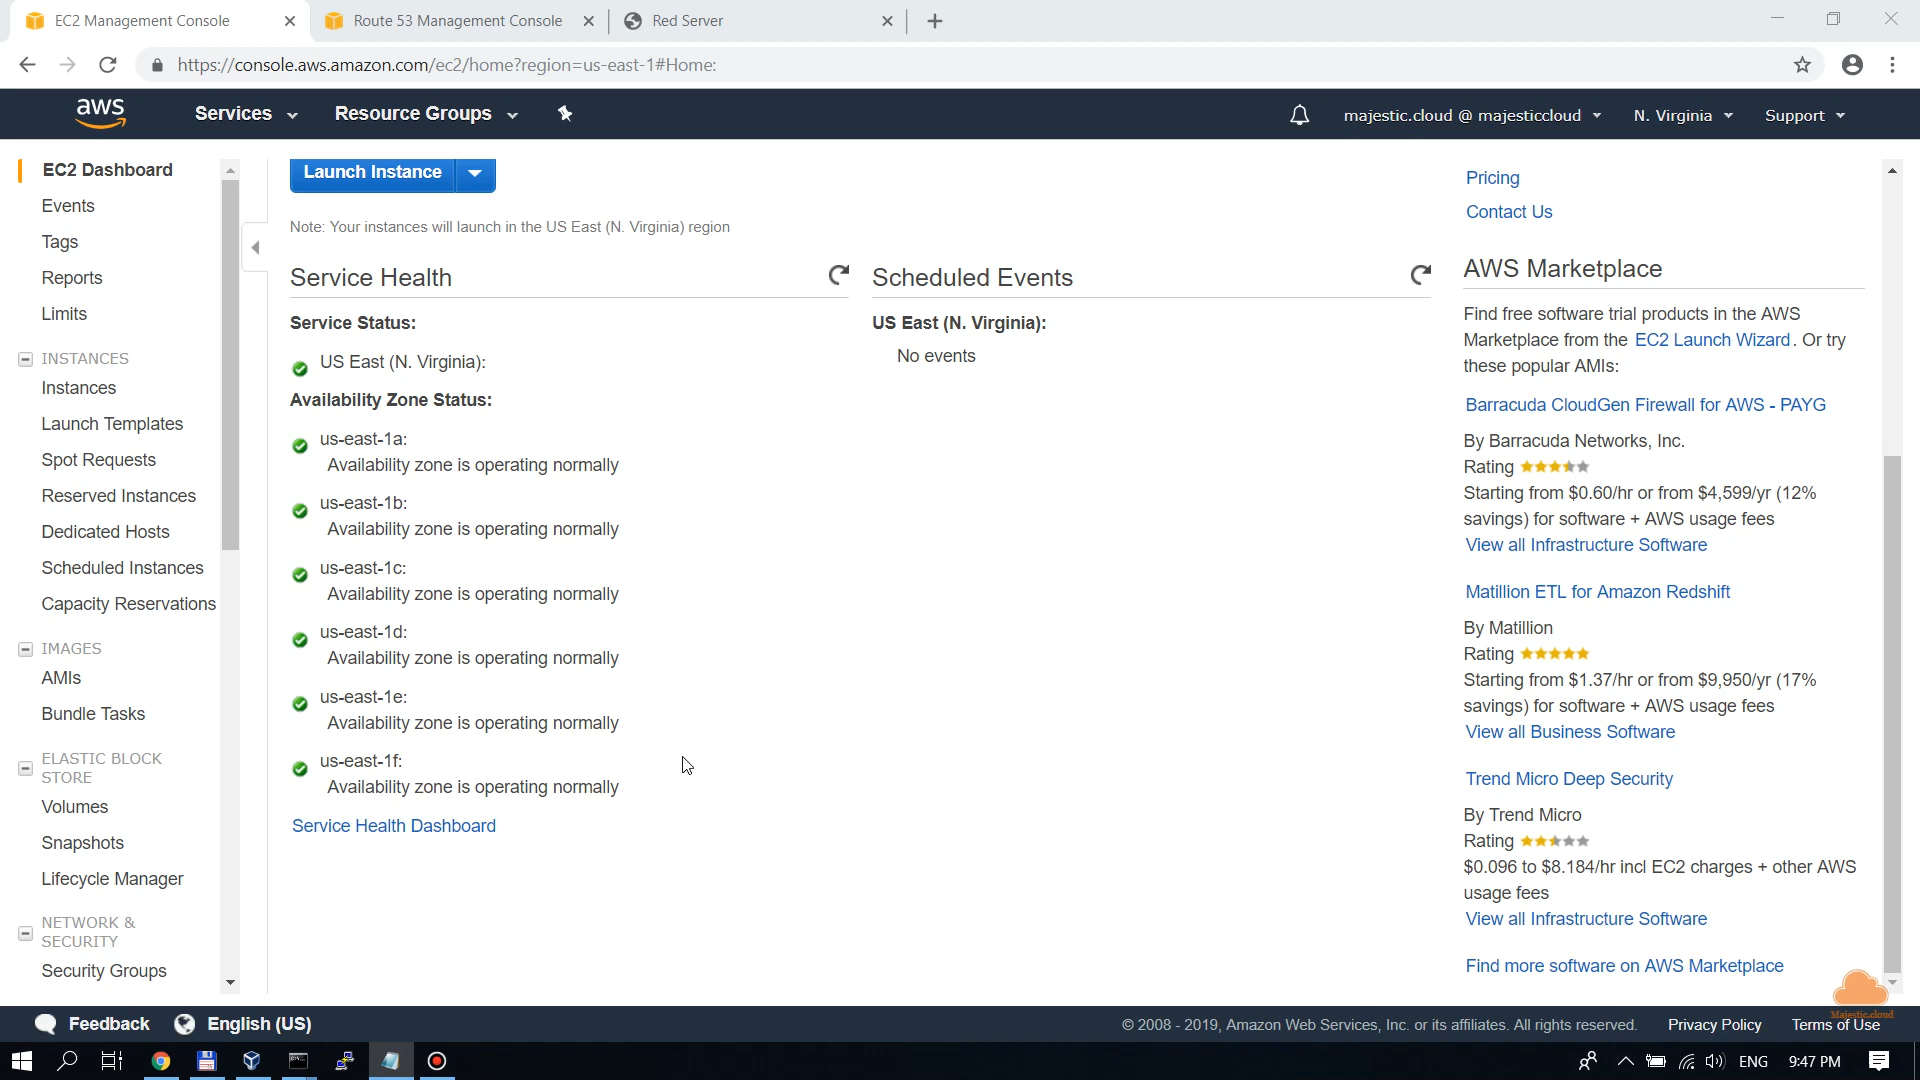 EC2 Management Console
Route 53 Management Console
Red Server
https://console.aws.amazon.com/ec2/home?region=us-east-1#Home:
aws
Services
Resource Groups
majestic.cloud @ majesticcloud
N. Virginia
Support
EC2 Dashboard
Events
Tags
Reports
Limits
INSTANCES
Instances
Launch Templates
Spot Requests
Reserved Instances
Dedicated Hosts
Scheduled Instances
Capacity Reservations
IMAGES
AMIs
Bundle Tasks
ELASTIC BLOCK
STORE
Volumes
Snapshots
Lifecycle Manager
NETWORK &
SECURITY
Security Groups
Launch Instance
Note: Your instances will launch in the US East (N. Virginia) region
Service Health
Service Status:
US East (N. Virginia):
Availability Zone Status:
us-east-1a:
Availability zone is operating normally
us-east-1b:
Availability zone is operating normally
us-east-1c:
Availability zone is operating normally
us-east-1d:
Availability zone is operating normally
us-east-1e:
Availability zone is operating normally
us-east-1f:
Availability zone is operating normally
Service Health Dashboard
Scheduled Events
US East (N. Virginia):
No events
Pricing
Contact Us
AWS Marketplace
Find free software trial products in the AWS
Marketplace from the EC2 Launch Wizard. Or try
these popular AMIs:
Barracuda CloudGen Firewall for AWS - PAYG
By Barracuda Networks, Inc.
Rating
Starting from $0.60/hr or from $4,599/yr (12%
savings) for software + AWS usage fees
View all Infrastructure Software
Matillion ETL for Amazon Redshift
By Matillion
Rating
Starting from $1.37/hr or from $9,950/yr (17%
savings) for software + AWS usage fees
View all Business Software
Trend Micro Deep Security
By Trend Micro
Rating
$0.096 to $8.184/hr incl EC2 charges + other AWS
usage fees
View all Infrastructure Software
Find more software on AWS Marketplace
Majestic.cloud
Feedback
English (US)
© 2008 - 2019, Amazon Web Services, Inc. or its affiliates. All rights reserved.
Privacy Policy
Terms of Use
ENG
9:47 PM